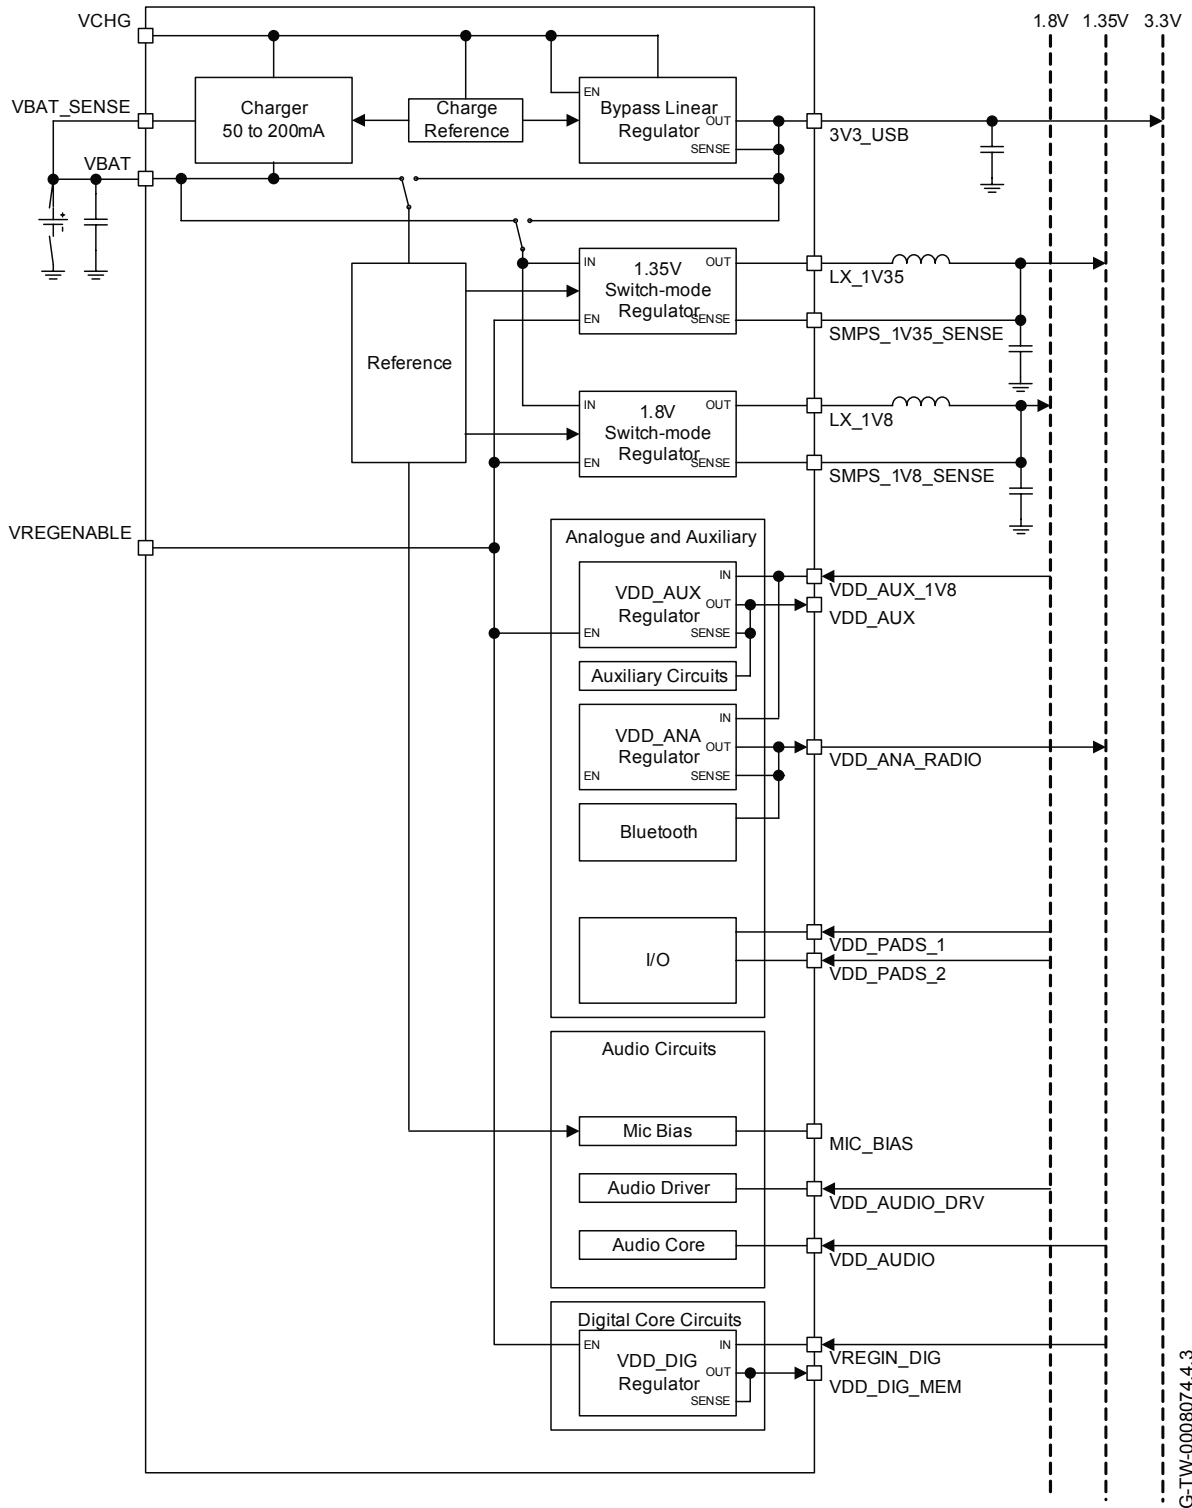 VCHG
1.8V 1.35V 3.3V
EN
VBAT_SENSE
Charger
50 to 200mA
Charge
Reference
Bypass Linear
Regulator
OUT
SENSE
3V3_USB
VBAT
+
-
IN
1.35V
Switch-mode
Regulator
OUT
EN
SENSE
LX_1V35
SMPS_1V35_SENSE
Reference
IN
1.8V
Switch-mode
Regulator
OUT
EN
SENSE
LX_1V8
SMPS_1V8_SENSE
VREGENABLE
Analogue and Auxiliary
IN
VDD_AUX
Regulator
OUT
EN
SENSE
VDD_AUX_1V8
VDD_AUX
Auxiliary Circuits
IN
VDD_ANA
Regulator
OUT
EN
SENSE
VDD_ANA_RADIO
Bluetooth
I/O
VDD_PADS_1
VDD_PADS_2
Audio Circuits
Mic Bias
MIC_BIAS
Audio Driver
VDD_AUDIO_DRV
Audio Core
VDD_AUDIO
Digital Core Circuits
EN
IN
VDD_DIG
Regulator
OUT
SENSE
VREGIN_DIG
VDD_DIG_MEM
G-TW-0008074.4.3